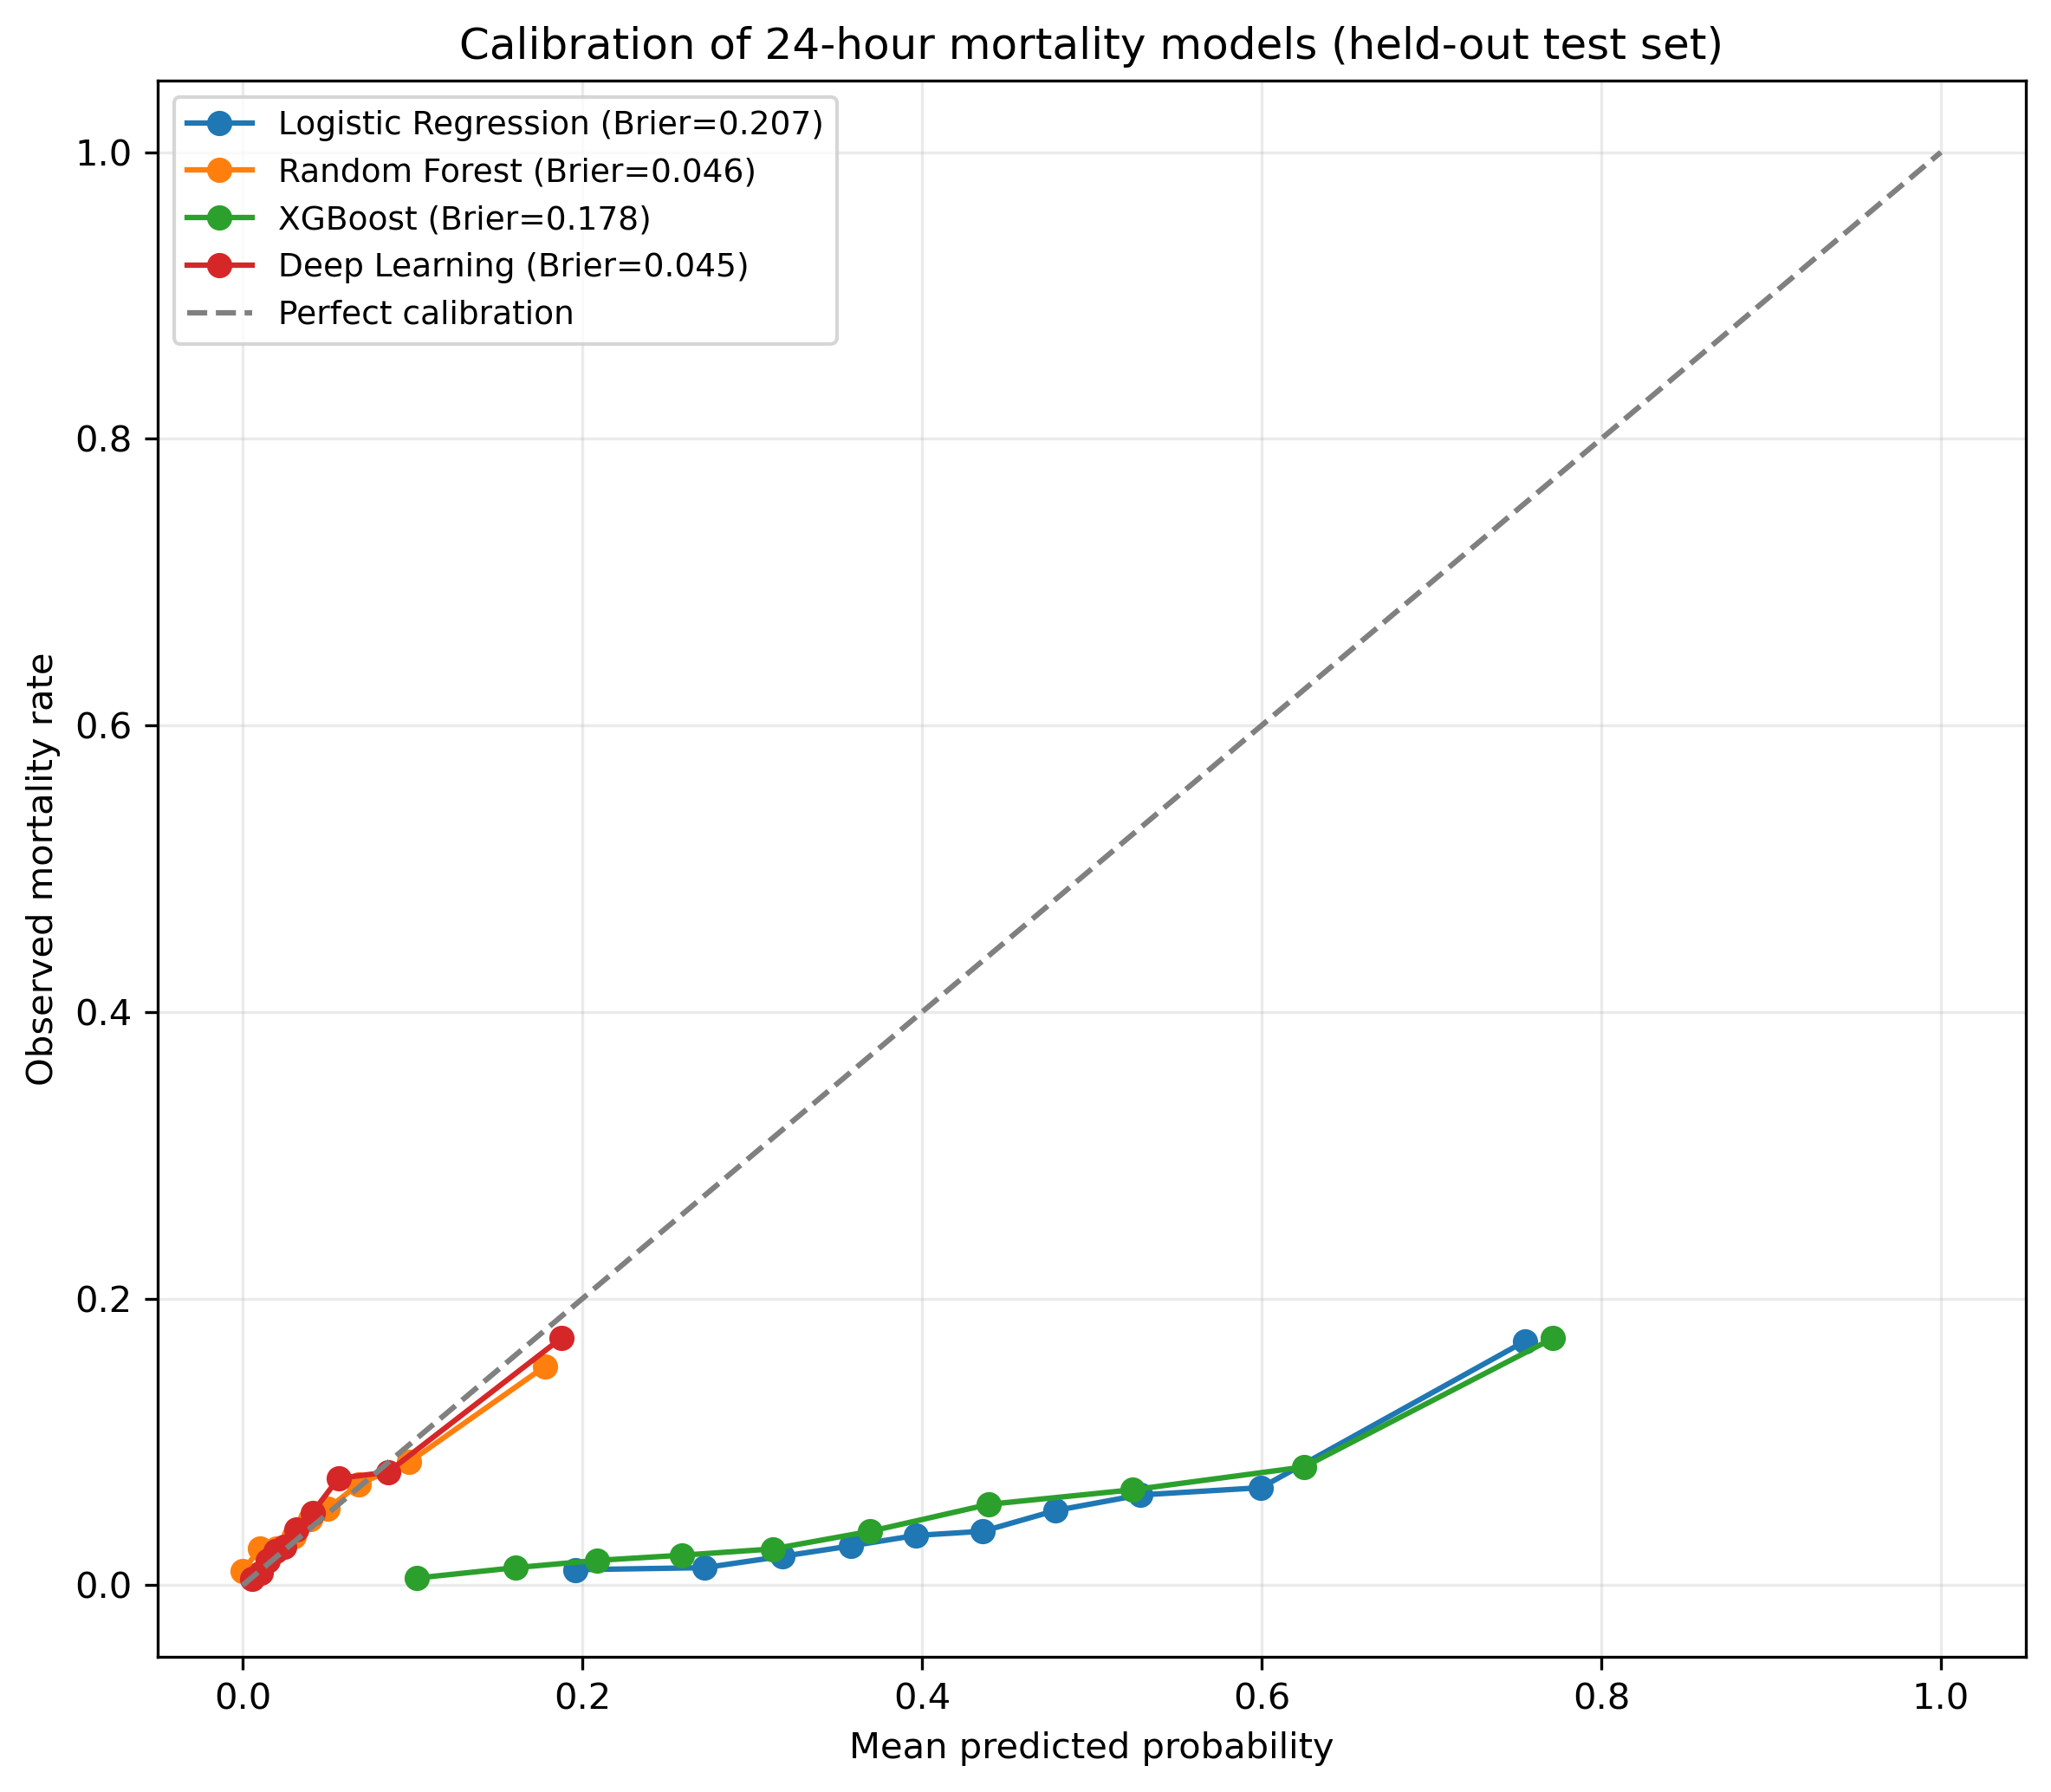 Calibration of 24-hour mortality models (held-out test set)
Logistic Regression (Brier=0.207)
Random Forest (Brier=0.046)
XGBoost (Brier=0.178)
Deep Learning (Brier=0.045)
Perfect calibration
Observed mortality rate
1.0
0.8
0.6
0.4
0.2
0.0
0.0 0.2 0.4 0.6 0.8 1.0
Mean predicted probability